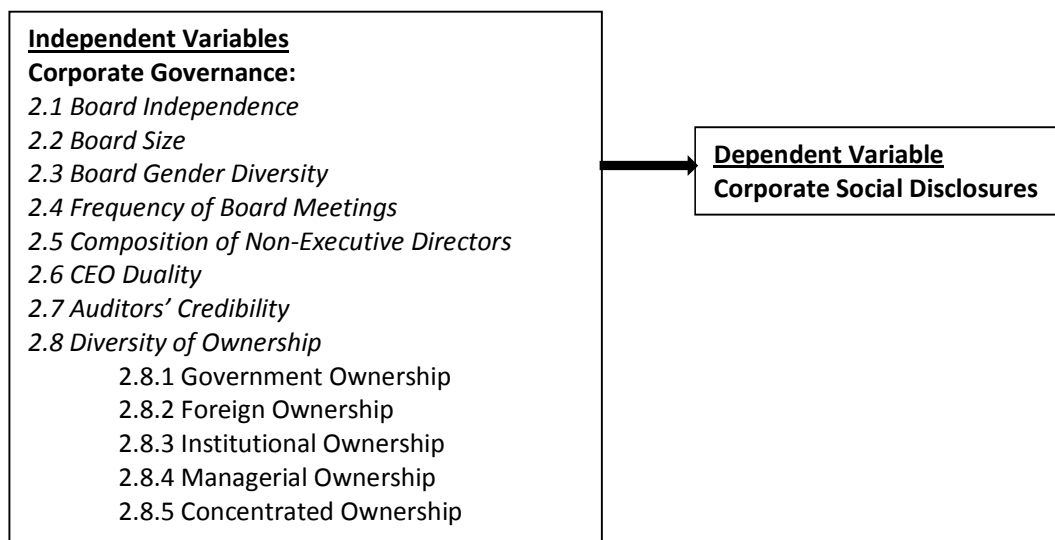 Independent Variables
Corporate Governance:
2.1 Board Independence
2.2 Board Size
2.3 Board Gender Diversity
2.4 Frequency of Board Meetings
2.5 Composition of Non-Executive Directors
2.6 CEO Duality
2.7 Auditors’ Credibility
2.8 Diversity of Ownership
2.8.1 Government Ownership
2.8.2 Foreign Ownership
2.8.3 Institutional Ownership
2.8.4 Managerial Ownership
2.8.5 Concentrated Ownership
Dependent Variable
Corporate Social Disclosures